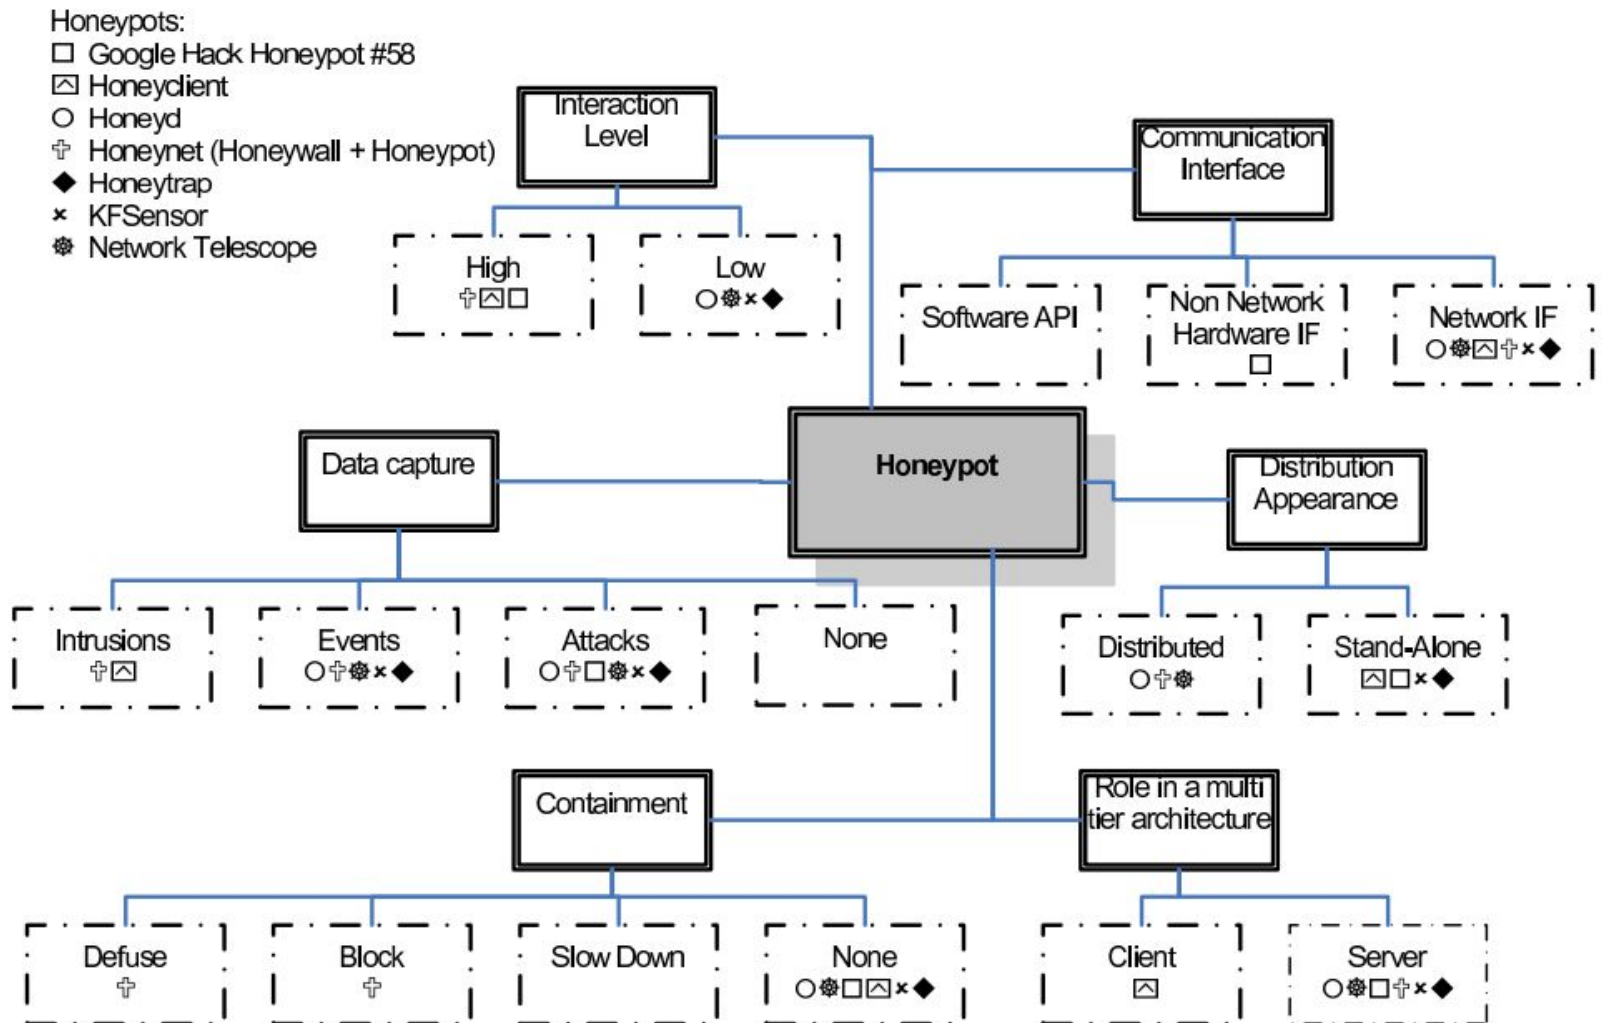 Honeypots:
□ Google Hack Honeypot #58
Honeyclient
○ Honeyd
✞ Honeynet (Honeywall + Honeypot)
◆ Honeytrap
× KFSensor
☸ Network Telescope
Interaction
Level
Communication
Interface
High
Low
Software API
Non Network
Hardware IF
Network IF
Data capture
Honeypot
Distribution
Appearance
Intrusions
Events
Attacks
None
Distributed
Stand-Alone
Containment
Role in a multi
tier architecture
Defuse
Block
Slow Down
None
Client
Server